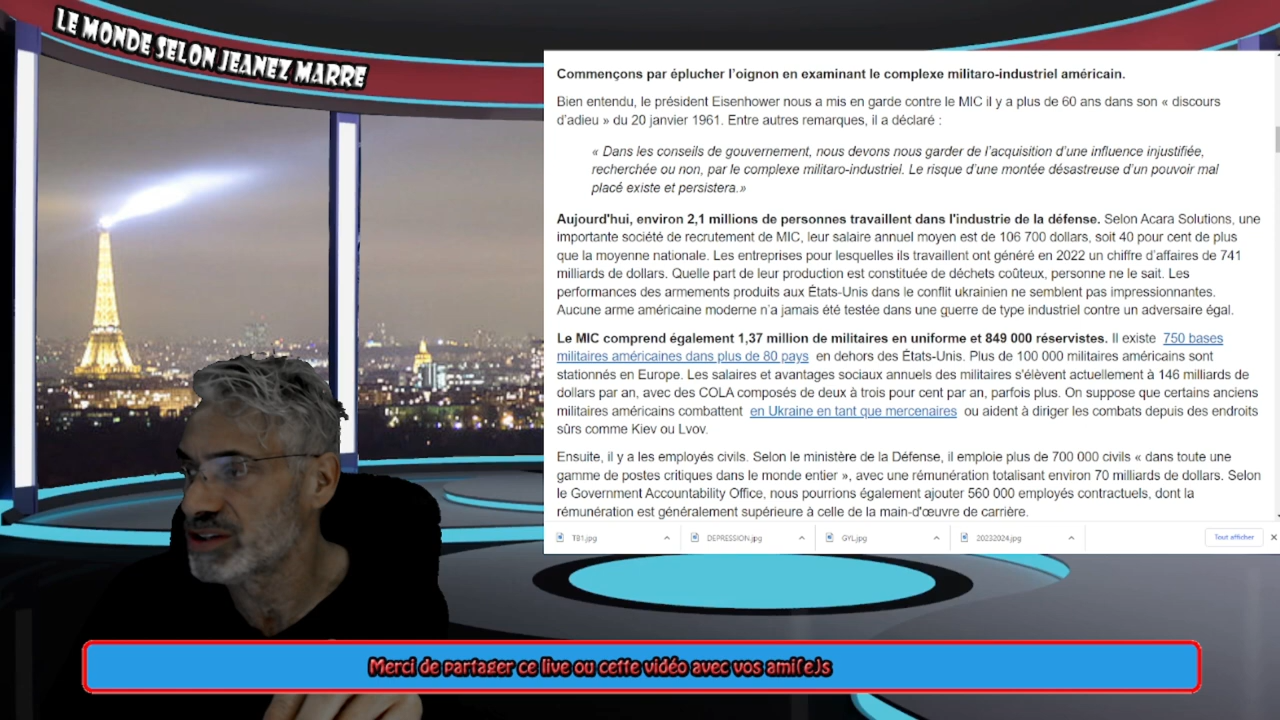 LE MONDE SELON JEANEZ MARRE
Commençons par éplucher l’oignon en examinant le complexe militaro-industriel américain.
Bien entendu, le président Eisenhower nous a mis en garde contre le MIC il y a plus de 60 ans dans son « discours
d’adieu » du 20 janvier 1961. Entre autres remarques, il a déclaré :
« Dans les conseils de gouvernement, nous devons nous garder de l’acquisition d’une influence injustifiée,
recherchée ou non, par le complexe militaro-industriel. Le risque d’une montée désastreuse d’un pouvoir mal
placé existe et persistera.»
Aujourd'hui, environ 2,1 millions de personnes travaillent dans l'industrie de la défense. Selon Acara Solutions, une
importante société de recrutement de MIC, leur salaire annuel moyen est de 106 700 dollars, soit 40 pour cent de plus
que la moyenne nationale. Les entreprises pour lesquelles ils travaillent ont généré en 2022 un chiffre d’affaires de 741
milliards de dollars. Quelle part de leur production est constituée de déchets coûteux, personne ne le sait. Les
performances des armements produits aux États-Unis dans le conflit ukrainien ne semblent pas impressionnantes.
Aucune arme américaine moderne n’a jamais été testée dans une guerre de type industriel contre un adversaire égal.
Le MIC comprend également 1,37 million de militaires en uniforme et 849 000 réservistes. Il existe 750 bases
militaires américaines dans plus de 80 pays en dehors des États-Unis. Plus de 100 000 militaires américains sont
stationnés en Europe. Les salaires et avantages sociaux annuels des militaires s'élèvent actuellement à 146 milliards de
dollars par an, avec des COLA composés de deux à trois pour cent par an, parfois plus. On suppose que certains anciens
militaires américains combattent en Ukraine en tant que mercenaires ou aident à diriger les combats depuis des endroits
sûrs comme Kiev ou Lvov.
Ensuite, il y a les employés civils. Selon le ministère de la Défense, il emploie plus de 700 000 civils « dans toute une
gamme de postes critiques dans le monde entier », avec une rémunération totalisant environ 70 milliards de dollars. Selon
le Government Accountability Office, nous pourrions également ajouter 560 000 employés contractuels, dont la
rémunération est généralement supérieure à celle de la main-d'œuvre de carrière.
TB1.jpg DEPRESSION.jpg GYL.jpg 20232024.jpg Tout afficher
Merci de partager ce live ou cette vidéo avec vos ami(e)s